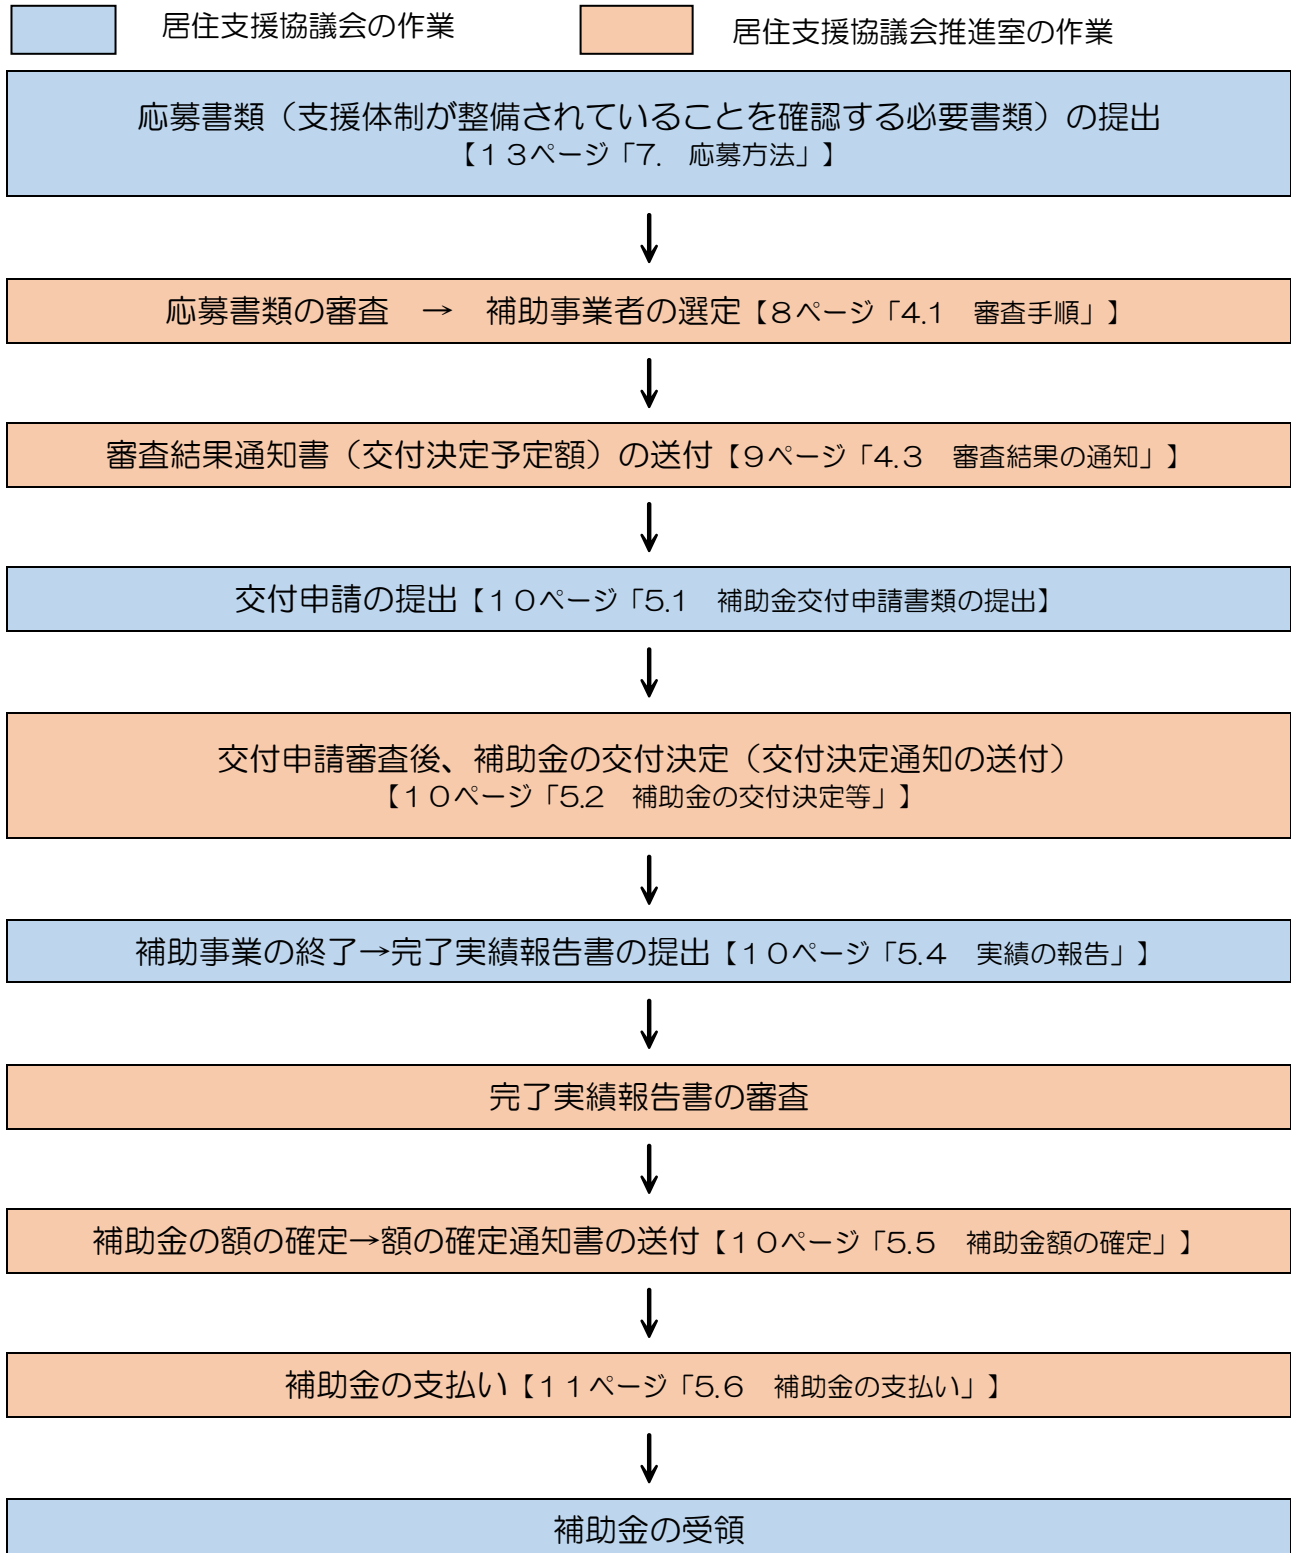 居住支援協議会の作業
居住支援協議会推進室の作業
応募書類（支援体制が整備されていることを確認する必要書類）の提出
【１３ページ「７．　応募方法」】
応募書類の審査　→　補助事業者の選定【８ページ「４.１　審査手順」】
審査結果通知書（交付決定予定額）の送付【９ページ「４.３　審査結果の通知」】
交付申請の提出【１０ページ「５.１　補助金交付申請書類の提出】
交付申請審査後、補助金の交付決定（交付決定通知の送付）
【１０ページ「５.２　補助金の交付決定等」】
補助事業の終了→完了実績報告書の提出【１０ページ「５.４　実績の報告」】
完了実績報告書の審査
補助金の額の確定→額の確定通知書の送付【１０ページ「５.５　補助金額の確定」】
補助金の支払い【１１ページ「５.６　補助金の支払い」】
補助金の受領